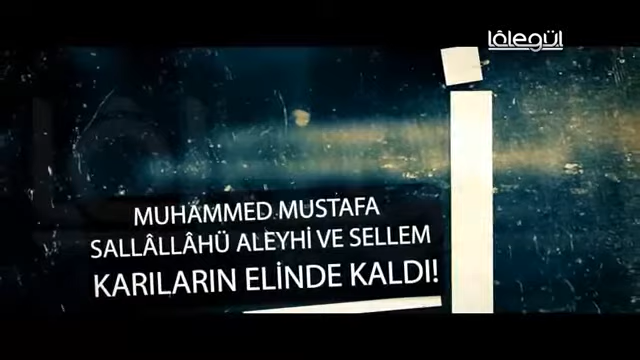 lâlegül
MUHAMMED MUSTAFA
SALLÂLLÂHÜ ALEYHİ VE SELLEM
KARILARIN ELİNDE KALDI!